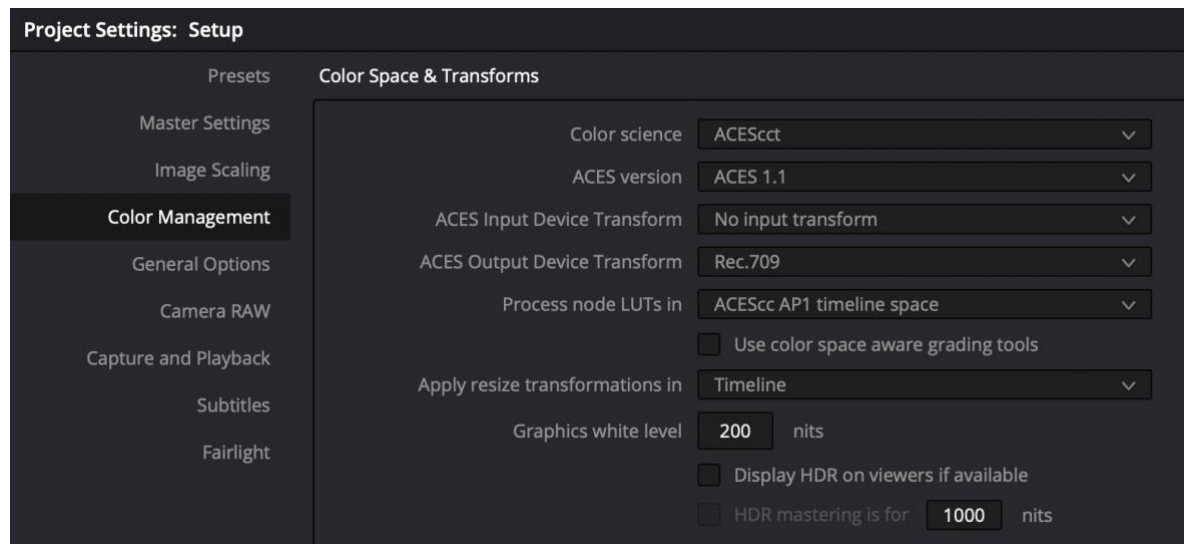 Project Settings: Setup
Presets
Color Space & Transforms
Master Settings
Color science ACEScct
Image Scaling
ACES version ACES 1.1
Color Management
ACES Input Device Transform No input transform
General Options
ACES Output Device Transform Rec.709
Camera RAW
Process node LUTs in ACEScc AP1 timeline space
Use color space aware grading tools
Capture and Playback
Apply resize transformations in Timeline
Subtitles
Graphics white level 200 nits
Fairlight
Display HDR on viewers if available
HDR mastering is for 1000 nits